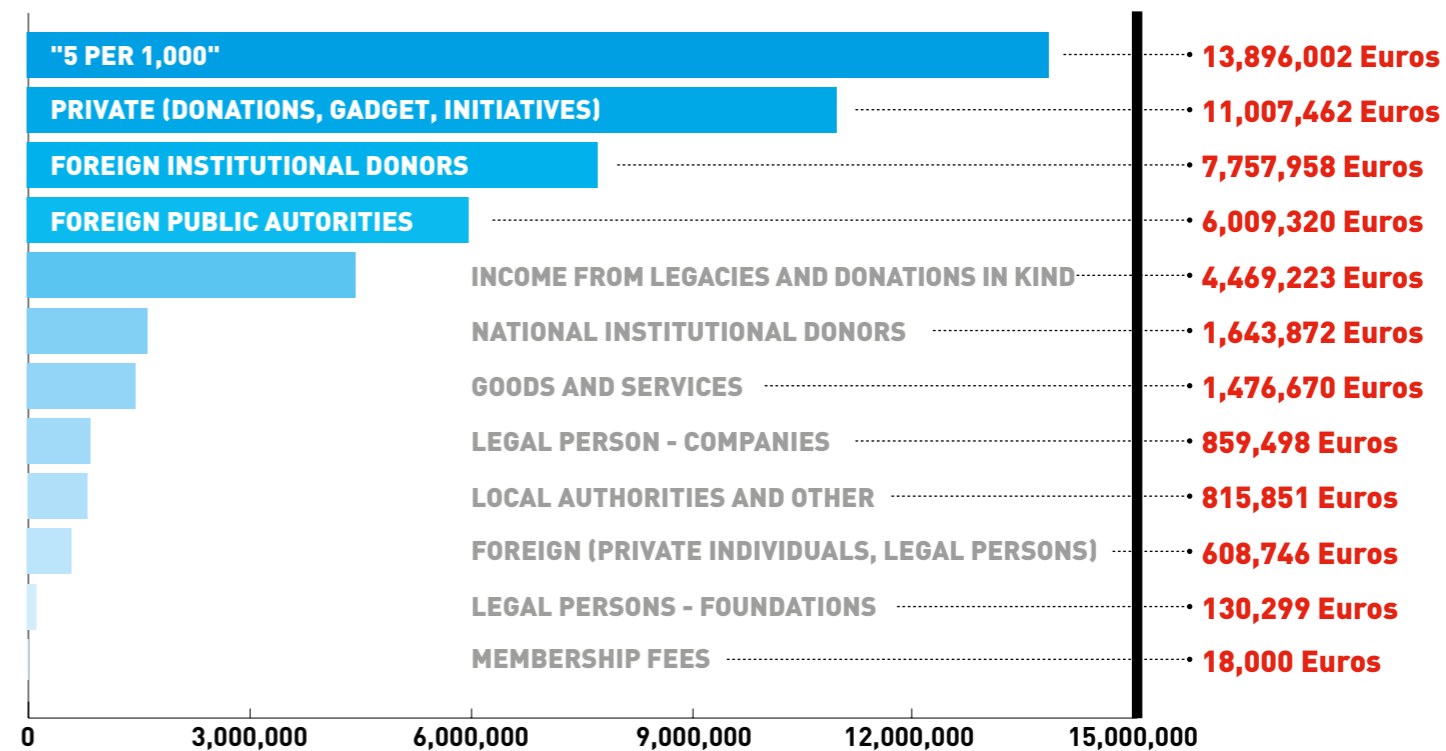 "5 PER 1,000" 13,896,002 Euros
PRIVATE (DONATIONS, GADGET, INITIATIVES) 11,007,462 Euros
FOREIGN INSTITUTIONAL DONORS 7,757,958 Euros
FOREIGN PUBLIC AUTORITIES 6,009,320 Euros
INCOME FROM LEGACIES AND DONATIONS IN KIND 4,469,223 Euros
NATIONAL INSTITUTIONAL DONORS 1,643,872 Euros
GOODS AND SERVICES 1,476,670 Euros
LEGAL PERSON - COMPANIES 859,498 Euros
LOCAL AUTHORITIES AND OTHER 815,851 Euros
FOREIGN (PRIVATE INDIVIDUALS, LEGAL PERSONS) 608,746 Euros
LEGAL PERSONS - FOUNDATIONS 130,299 Euros
MEMBERSHIP FEES 18,000 Euros
0 3,000,000 6,000,000 9,000,000 12,000,000 15,000,000